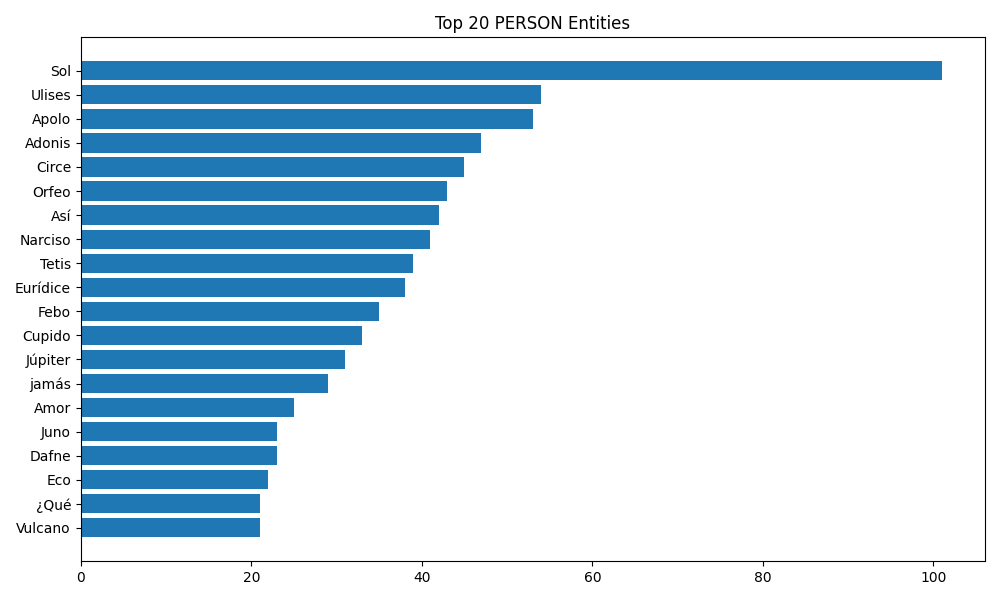 Top 20 PERSON Entities
Sol
Ulises
Apolo
Adonis
Circe
Orfeo
Así
Narciso
Tetis
Eurídice
Febo
Cupido
Júpiter
jamás
Amor
Juno
Dafne
Eco
¿Qué
Vulcano
0 20 40 60 80 100